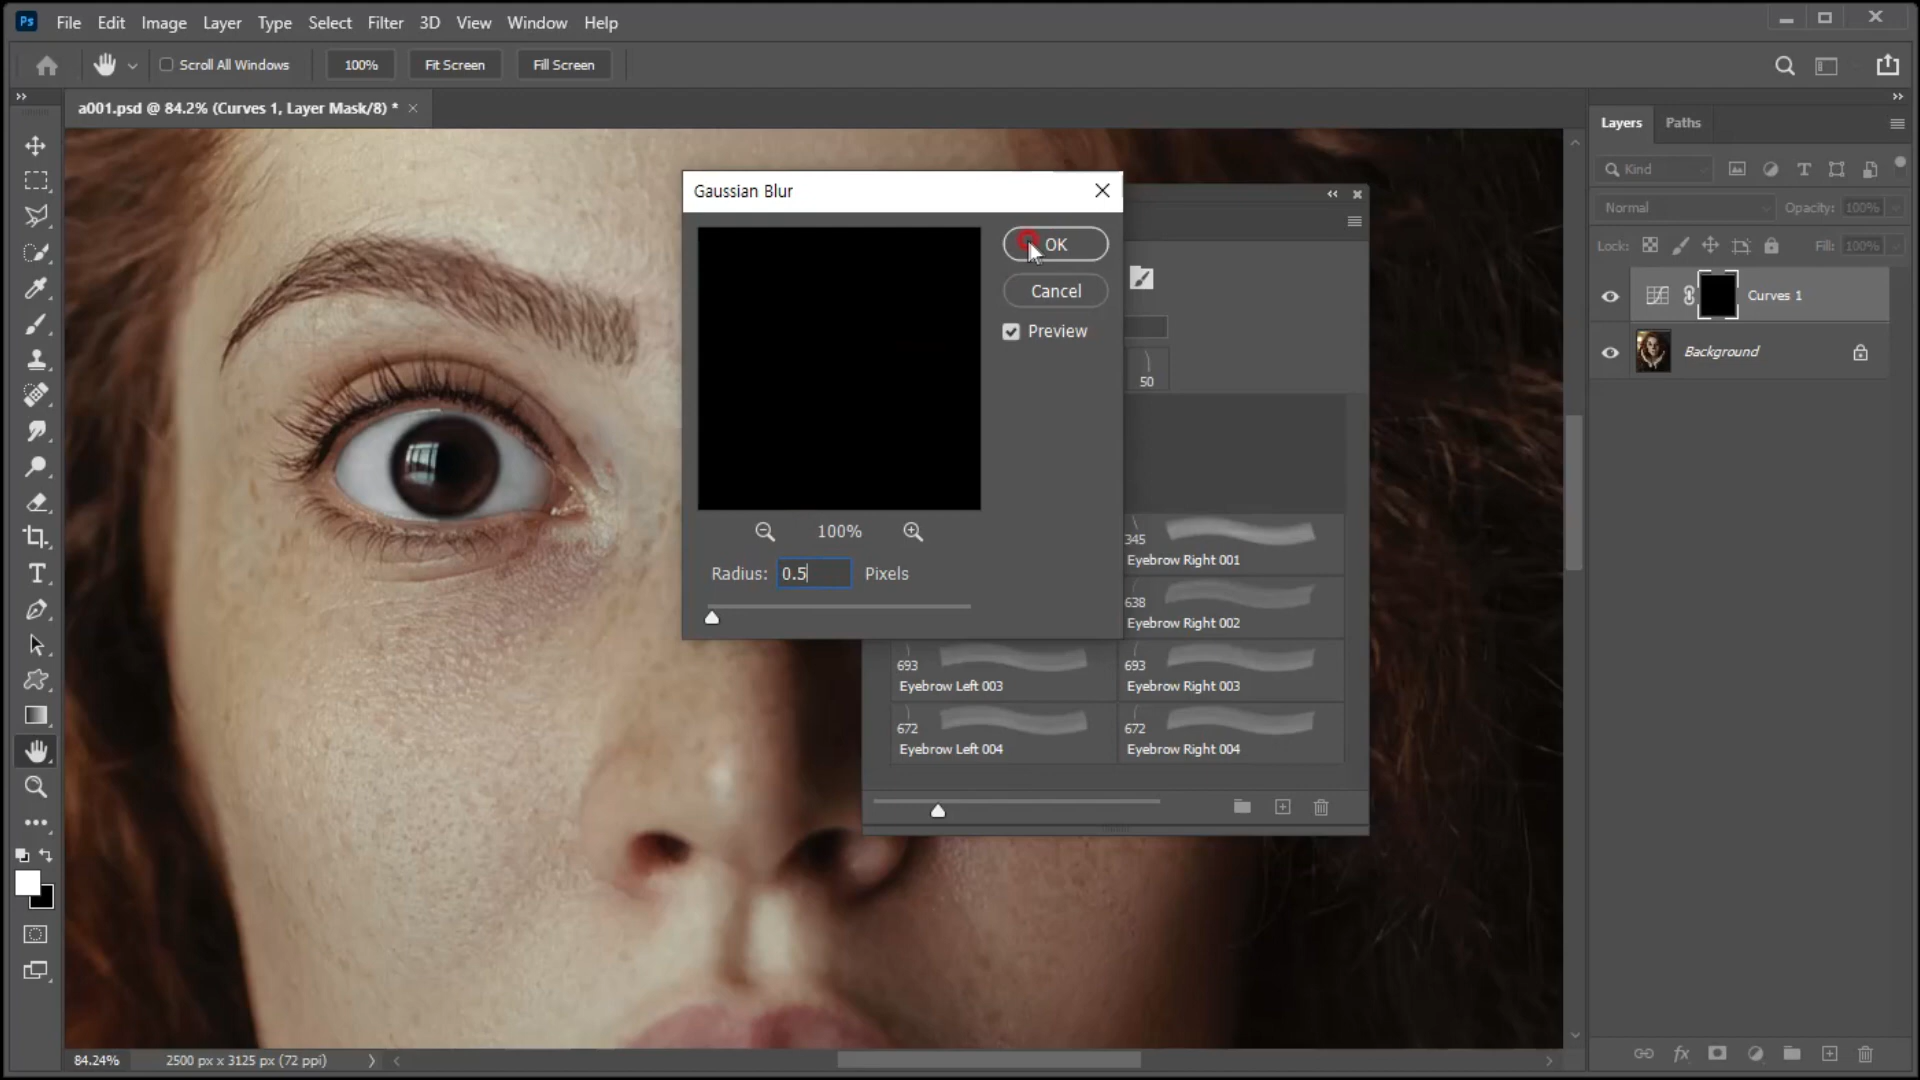 Ps File Edit Image Layer Type Select Filter 3D View Window Help
Scroll All Windows 100% Fit Screen Fill Screen
a001.psd @ 84.2% (Curves 1, Layer Mask/8) *
Layers Paths
Kind
Normal Opacity: 100%
Lock: Fill: 100%
Curves 1
Background
Gaussian Blur
OK
Cancel
Preview
100%
Radius: 0.5 Pixels
50
345
Eyebrow Right 001
638
Eyebrow Right 002
693 693
Eyebrow Left 003 Eyebrow Right 003
672 672
Eyebrow Left 004 Eyebrow Right 004
84.24% 2500 px x 3125 px (72 ppi)